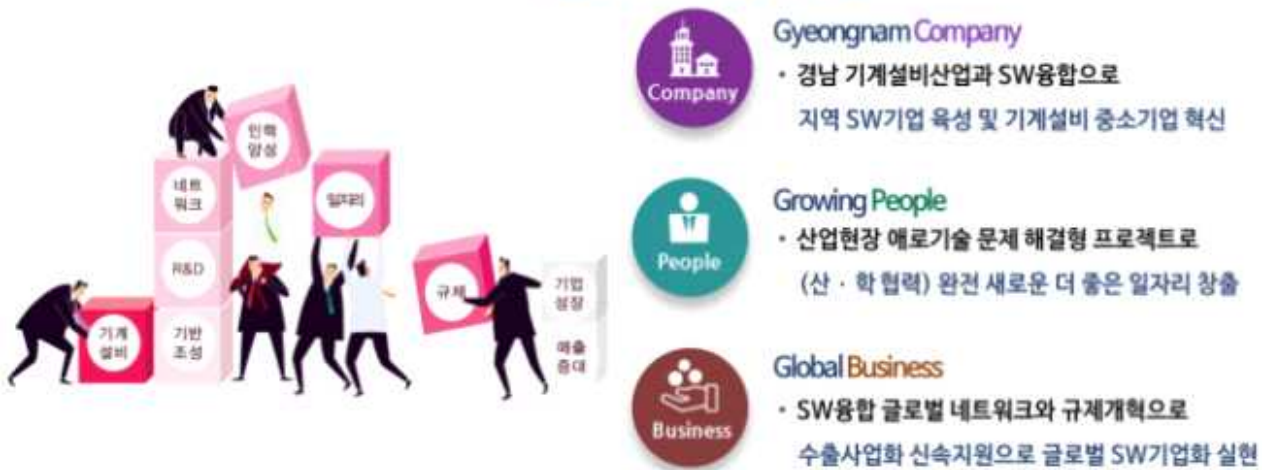 인력
양성
네트
워크
일자리
R&D
규제
기업
성장
기계
설비
기반
조성
매출
증대
Company
Gyeongnam Company
• 경남 기계설비산업과 SW융합으로
지역 SW기업 육성 및 기계설비 중소기업 혁신
People
Growing People
• 산업현장 애로기술 문제 해결형 프로젝트로
(산 · 학 협력) 완전 새로운 더 좋은 일자리 창출
Business
Global Business
• SW융합 글로벌 네트워크와 규제개혁으로
수출사업화 신속지원으로 글로벌 SW기업화 실현